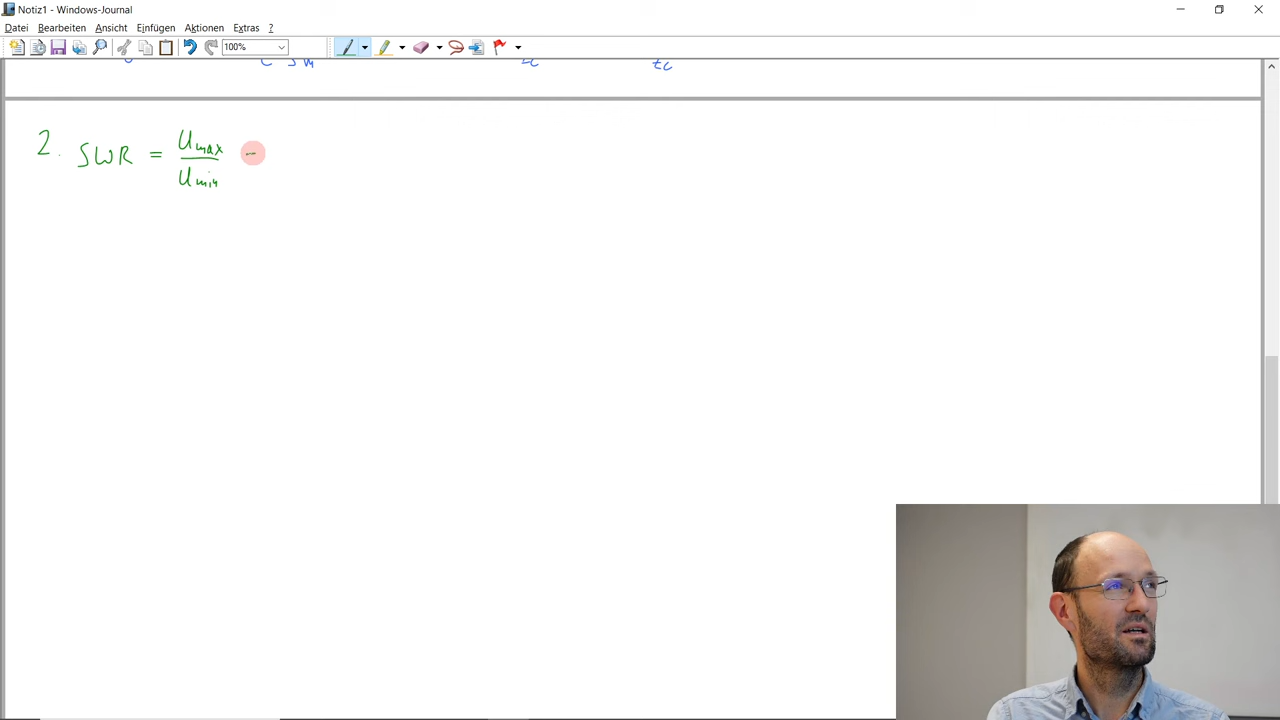 Notiz1 - Windows-Journal
Datei Bearbeiten Ansicht Einfügen Aktionen Extras ?
100%
2. SWR = Umax / Umin -